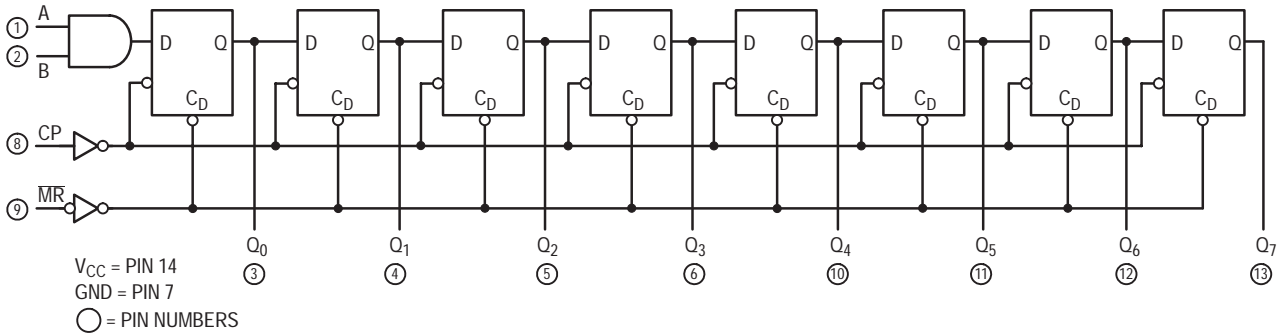 A
1
2
B
D Q D Q D Q D Q D Q D Q D Q D Q
CD CD CD CD CD CD CD CD
8 CP
9 M̅R̅
Q0 Q1 Q2 Q3 Q4 Q5 Q6 Q7
3 4 5 6 10 11 12 13
VCC = PIN 14
GND = PIN 7
= PIN NUMBERS